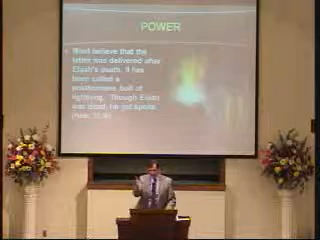 POWER
Most believe that the
letter was delivered after
Elijah's death. It has
been called a
posthumous bolt of
lightning. Though Elijah
was dead, he yet spoke.